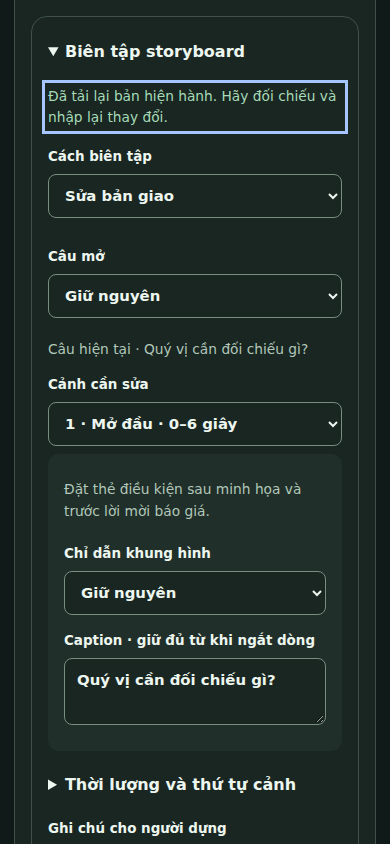 Biên tập storyboard
Đã tải lại bản hiện hành. Hãy đối chiếu và
nhập lại thay đổi.
Cách biên tập
Sửa bản giao
Câu mở
Giữ nguyên
Câu hiện tại · Quý vị cần đối chiếu gì?
Cảnh cần sửa
1 · Mở đầu · 0–6 giây
Đặt thẻ điều kiện sau minh họa và
trước lời mời báo giá.
Chỉ dẫn khung hình
Giữ nguyên
Caption · giữ đủ từ khi ngắt dòng
Quý vị cần đối chiếu gì?
Thời lượng và thứ tự cảnh
Ghi chú cho người dựng